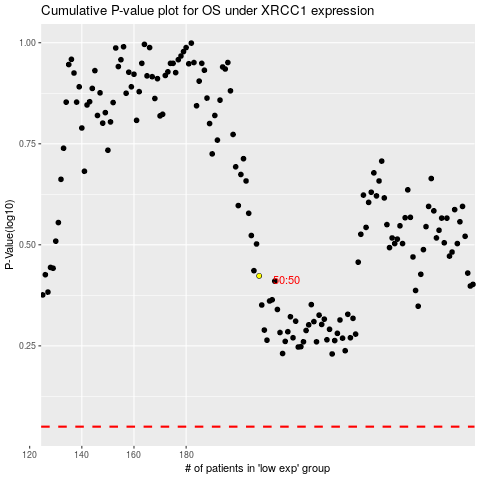 Cumulative P-value plot for OS under XRCC1 expression
1.00
0.75
0.50
0.25
P-Value(log10)
50:50
120 140 160 180
# of patients in 'low exp' group